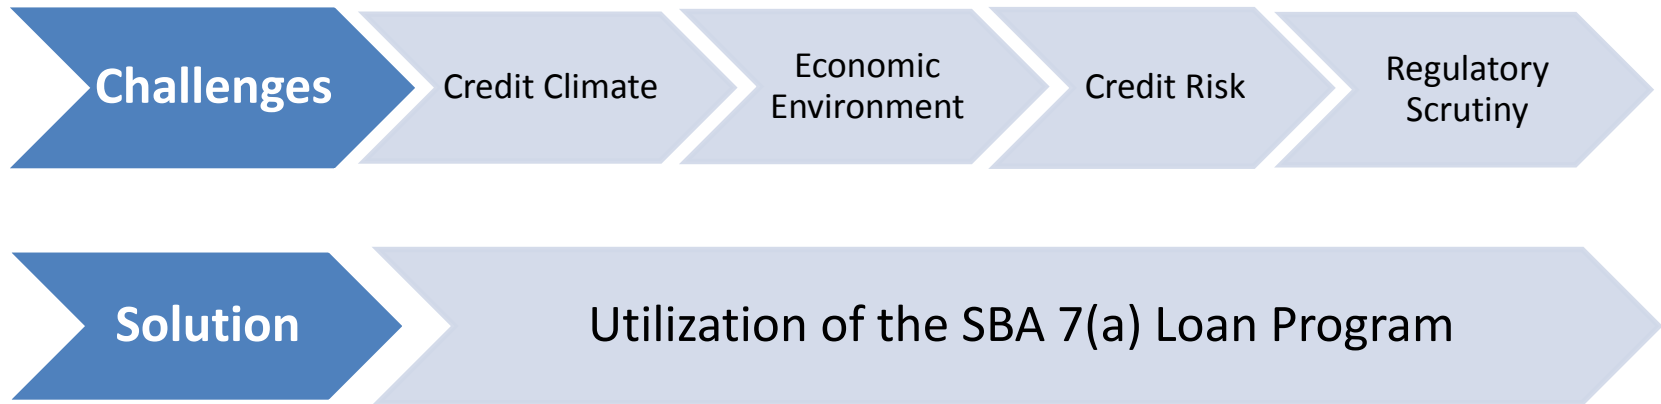 Challenges
Credit Climate
Economic
Environment
Credit Risk
Regulatory
Scrutiny
Solution
Utilization of the SBA 7(a) Loan Program